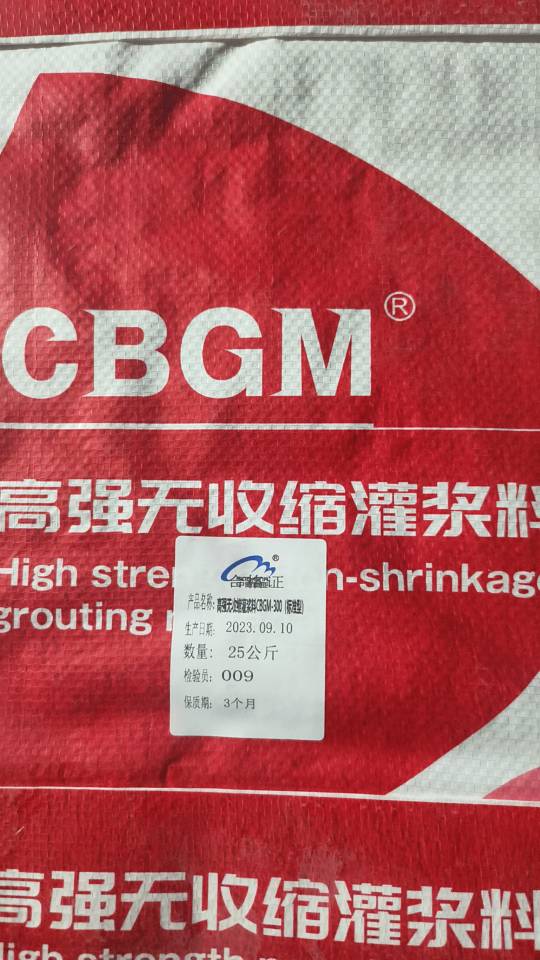 CBGM®
高强无收缩灌浆料
High stre n-shrinkage
grouting
®
合格证
产品名称: 高强无收缩灌浆料CBGM-300（标准型）
生产日期: 2023.09.10
数量: 25公斤
检验员: 009
保质期: 3个月
高强无收缩灌浆料
High strength